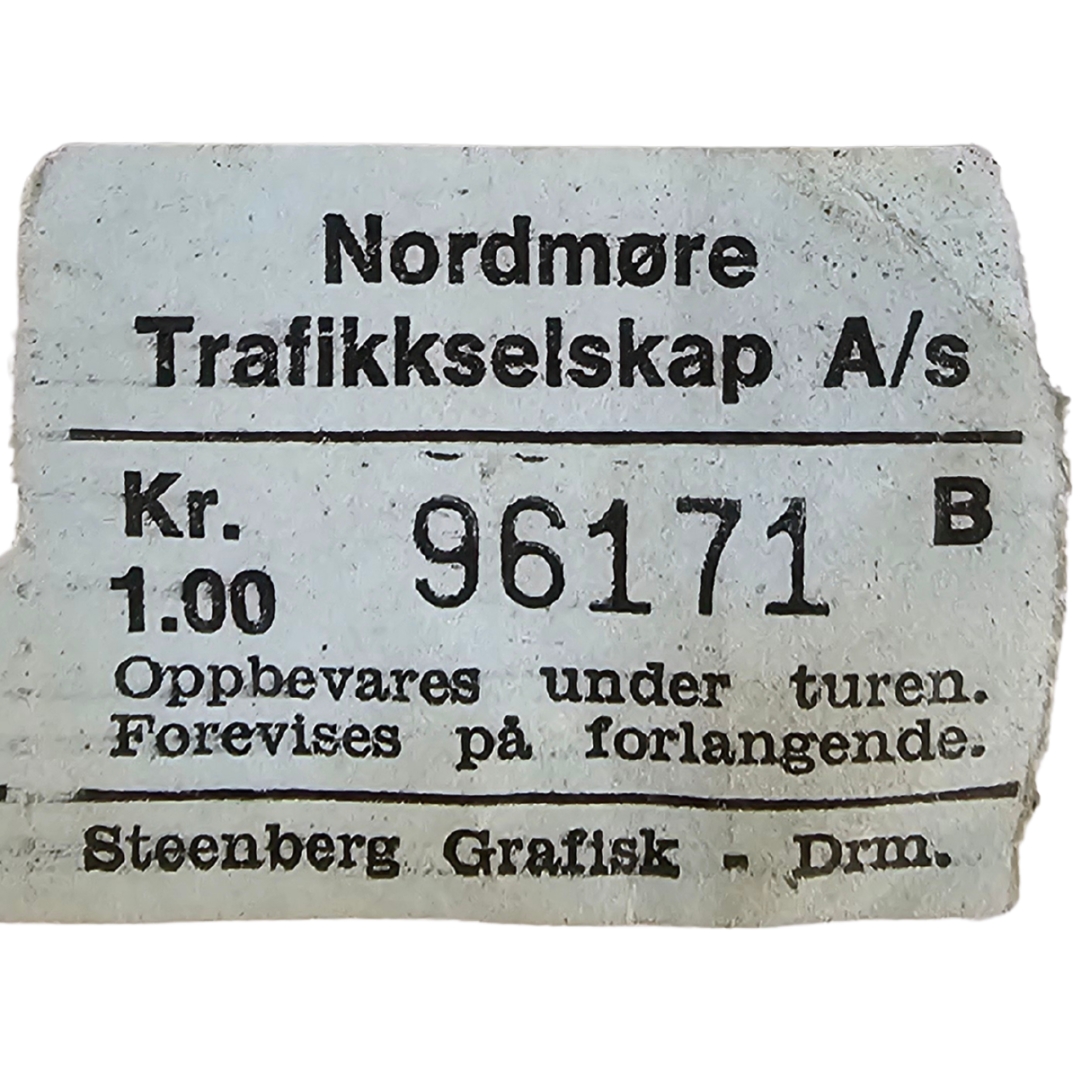 Nordmøre
Trafikkselskap A/s
Kr. 96171 B
1.00
Oppbevares under turen.
Forevises på forlangende.
Steenberg Grafisk - Drm.